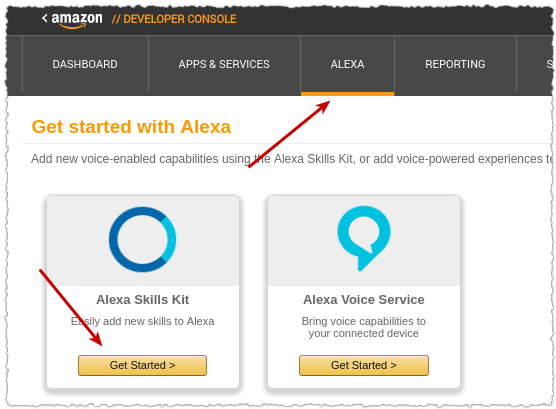 < amazon // DEVELOPER CONSOLE
DASHBOARD APPS & SERVICES ALEXA REPORTING S
Get started with Alexa
Add new voice-enabled capabilities using the Alexa Skills Kit, or add voice-powered experiences to
Alexa Skills Kit
Easily add new skills to Alexa
Get Started >
Alexa Voice Service
Bring voice capabilities to
your connected device
Get Started >